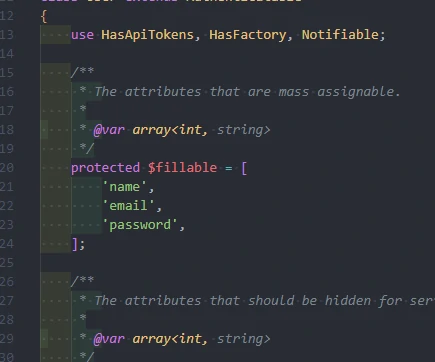 12 {
13 use HasApiTokens, HasFactory, Notifiable;
14
15 /**
16 * The attributes that are mass assignable.
17 *
18 * @var array<int, string>
19 */
20 protected $fillable = [
21 'name',
22 'email',
23 'password',
24 ];
25
26 /**
27 * The attributes that should be hidden for ser
28 *
29 * @var array<int, string>
30 */